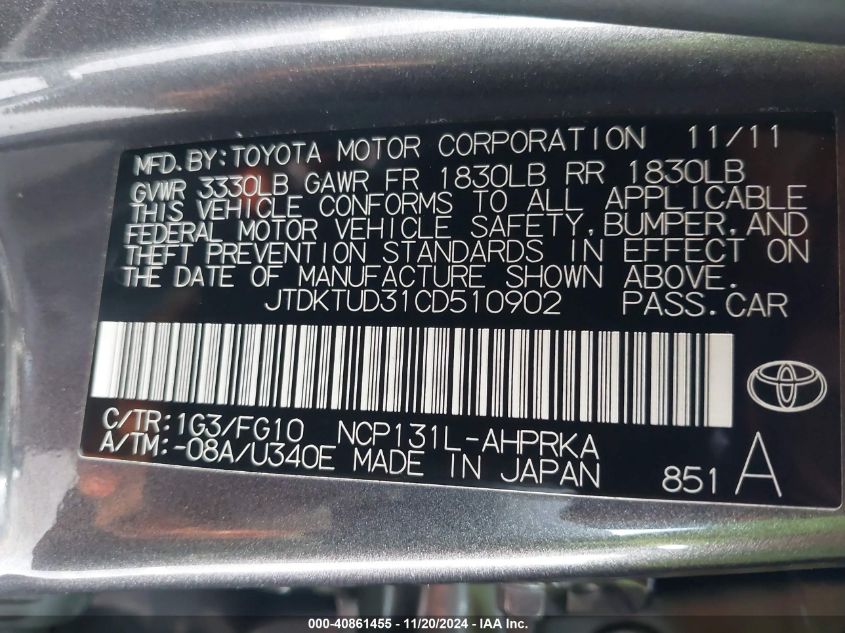 MFD.BY:TOYOTA MOTOR CORPORATION 11/11
GVWR 3330LB GAWR FR 1830LB RR 1830LB
THIS VEHICLE CONFORMS TO ALL APPLICABLE
FEDERAL MOTOR VEHICLE SAFETY,BUMPER,AND
THEFT PREVENTION STANDARDS IN EFFECT ON
THE DATE OF MANUFACTURE SHOWN ABOVE.
JTDKTUD31CD510902 PASS.CAR
C/TR:1G3/FG10 NCP131L-AHPRKA
A/TM:-08A/U340E MADE IN JAPAN 851 A
000-40861455 - 11/20/2024 - IAA Inc.